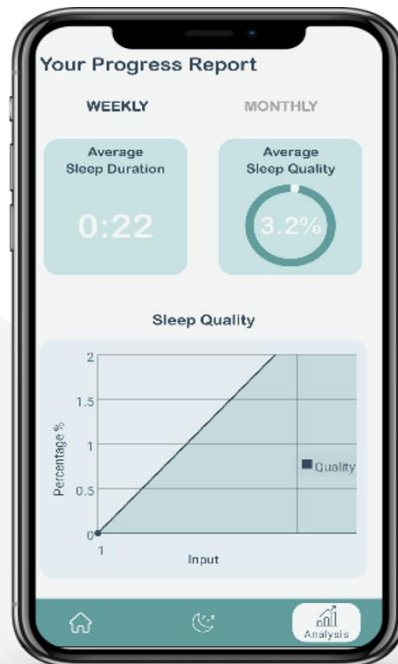 Your Progress Report
WEEKLY
MONTHLY
Average
Sleep Duration
0:22
Average
Sleep Quality
3.2%
Sleep Quality
Percentage %
2
1.5
1
0.5
0
1
Input
Quality
Analysis